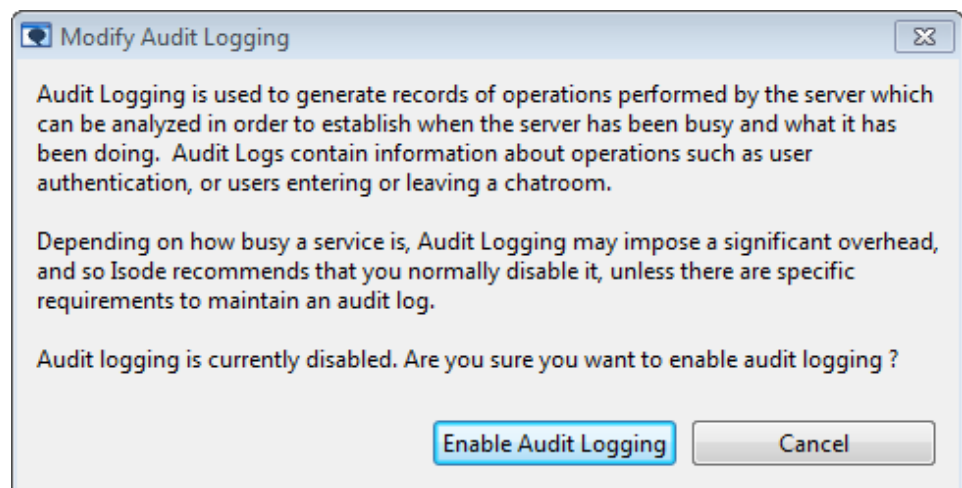 Modify Audit Logging
Audit Logging is used to generate records of operations performed by the server which
can be analyzed in order to establish when the server has been busy and what it has
been doing.  Audit Logs contain information about operations such as user
authentication, or users entering or leaving a chatroom.
Depending on how busy a service is, Audit Logging may impose a significant overhead,
and so Isode recommends that you normally disable it, unless there are specific
requirements to maintain an audit log.
Audit logging is currently disabled. Are you sure you want to enable audit logging ?
Enable Audit Logging
Cancel